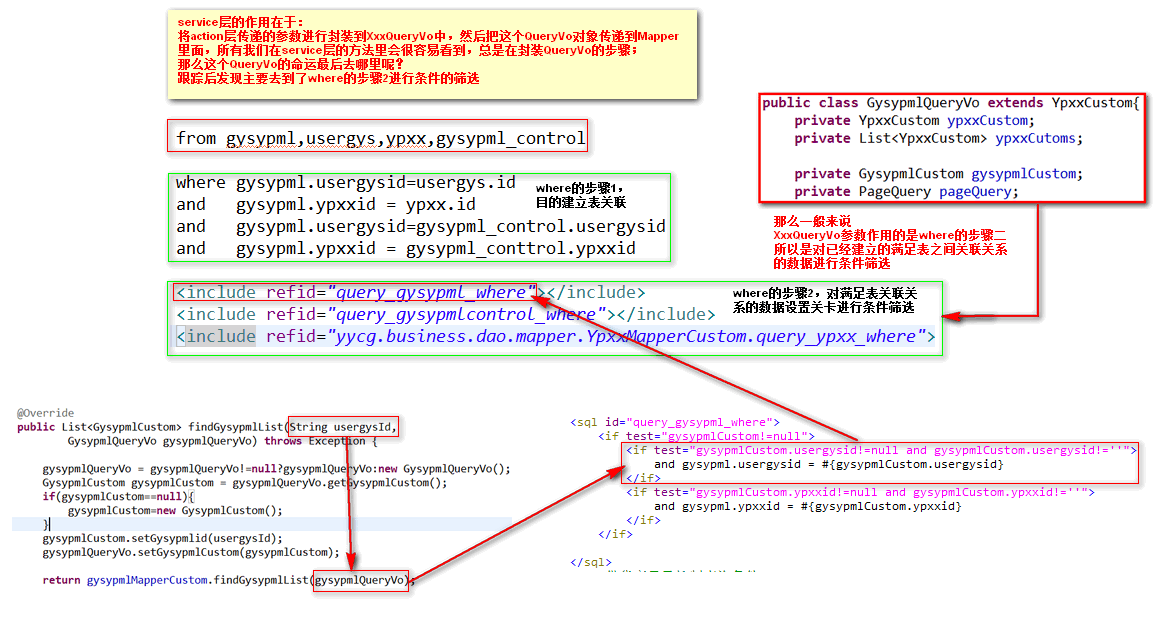 service层的作用在于：
将action层传递的参数进行封装到XxxQueryVo中，然后把这个QueryVo对象传递到Mapper
里面，所有我们在service层的方法里会很容易看到，总是在封装QueryVo的步骤；
那么这个QueryVo的命运最后去哪里呢？
跟踪后发现主要去到了where的步骤2进行条件的筛选
from gysypml,usergys,ypxx,gysypml_control
public class GysypmlQueryVo extends YpxxCustom{
private YpxxCustom ypxxCustom;
private List<YpxxCustom> ypxxCutoms;
private GysypmlCustom gysypmlCustom;
private PageQuery pageQuery;
where gysypml.usergysid=usergys.id
and gysypml.ypxxid = ypxx.id
and gysypml.usergysid=gysypml_control.usergysid
and gysypml.ypxxid = gysypml_conttrol.ypxxid
where的步骤1，
目的建立表关联
那么一般来说
XxxQueryVo参数作用的是where的步骤二
所以是对已经建立的满足表之间关联关系
的数据进行条件筛选
<include refid="query_gysypml_where"></include>
<include refid="query_gysypmlcontrol_where"></include>
<include refid="yycg.business.dao.mapper.YpxxMapperCustom.query_ypxx_where">
where的步骤2，对满足表关联关
系的数据设置关卡进行条件筛选
@Override
public List<GysypmlCustom> findGysypmlList(String usergysId,
GysypmlQueryVo gysypmlQueryVo) throws Exception {
gysypmlQueryVo = gysypmlQueryVo!=null?gysypmlQueryVo:new GysypmlQueryVo();
GysypmlCustom gysypmlCustom = gysypmlQueryVo.getGysypmlCustom();
if(gysypmlCustom==null){
gysypmlCustom=new GysypmlCustom();
}
gysypmlCustom.setGysypmlid(usergysId);
gysypmlQueryVo.setGysypmlCustom(gysypmlCustom);
return gysypmlMapperCustom.findGysypmlList(gysypmlQueryVo);
<sql id="query_gysypml_where">
<if test="gysypmlCustom!=null">
<if test="gysypmlCustom.usergysid!=null and gysypmlCustom.usergysid!=''">
and gysypml.usergysid = #{gysypmlCustom.usergysid}
</if>
<if test="gysypmlCustom.ypxxid!=null and gysypmlCustom.ypxxid!=''">
and gysypml.ypxxid = #{gysypmlCustom.ypxxid}
</if>
</if>
</sql>